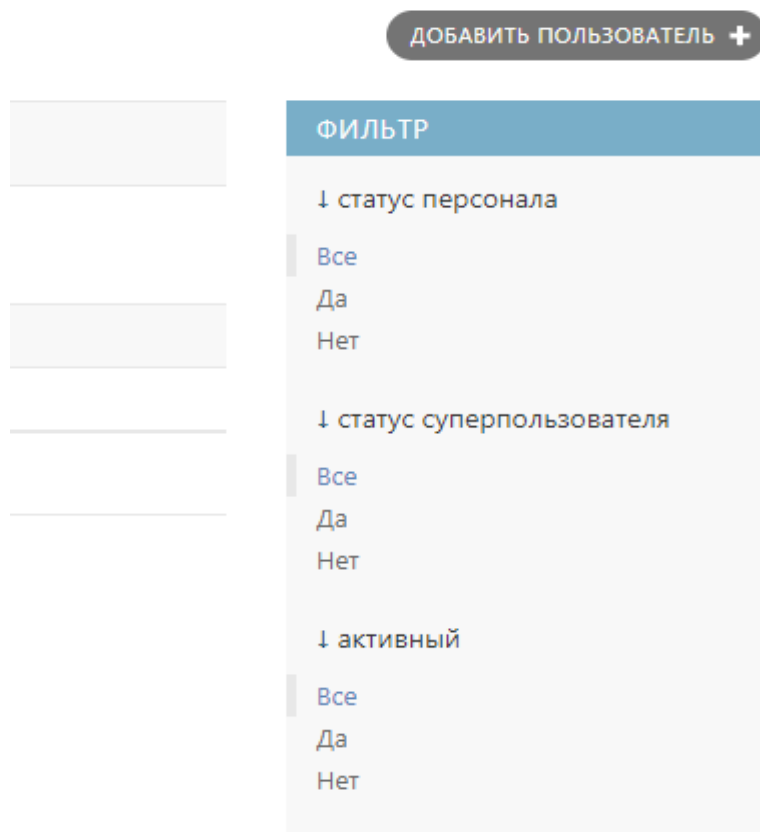 ДОБАВИТЬ ПОЛЬЗОВАТЕЛЬ +
ФИЛЬТР
↓ статус персонала
Все
Да
Нет
↓ статус суперпользователя
Все
Да
Нет
↓ активный
Все
Да
Нет